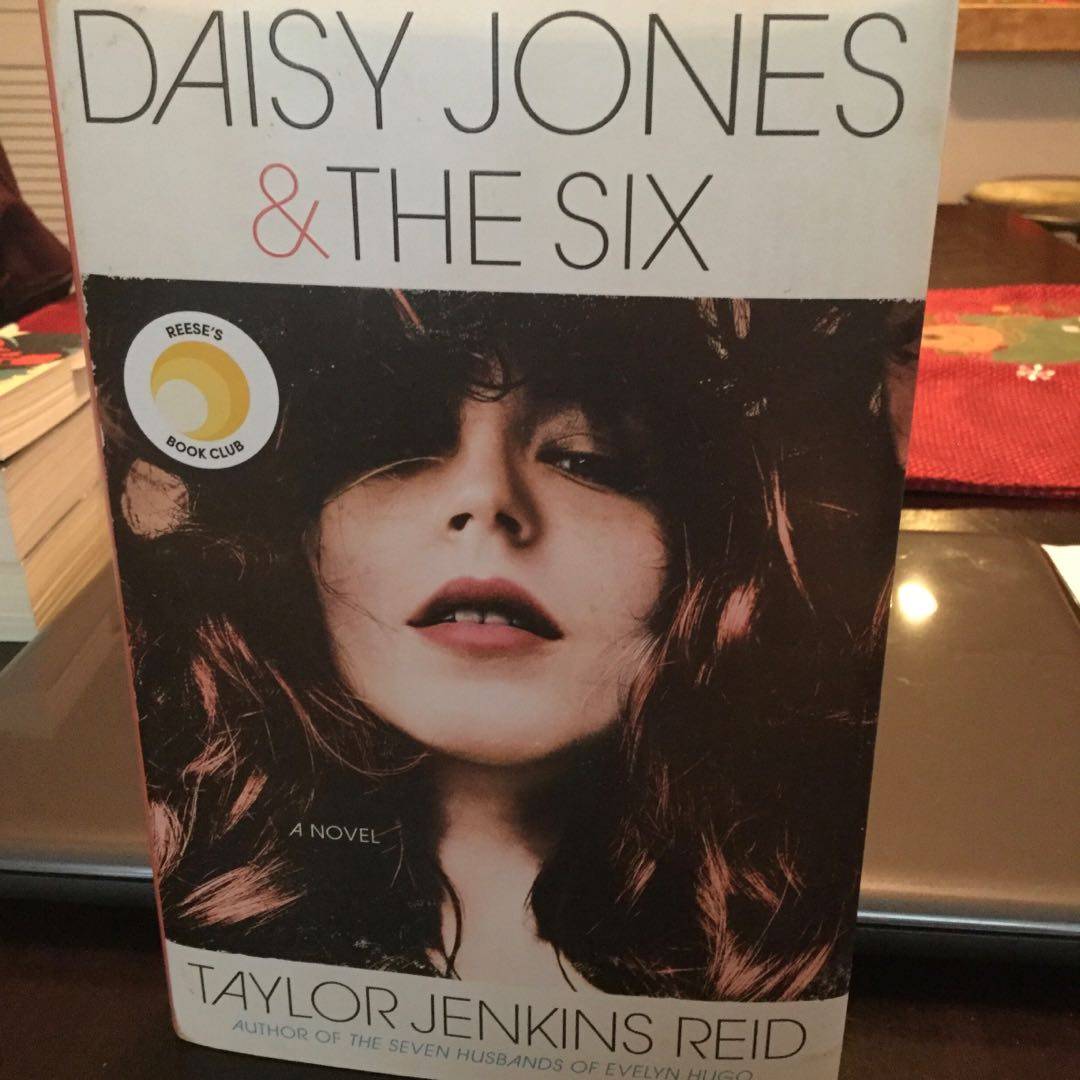 DAISY JONES
& THE SIX
REESE'S
BOOK CLUB
A NOVEL
TAYLOR JENKINS REID
AUTHOR OF THE SEVEN HUSBANDS OF EVELYN HUGO